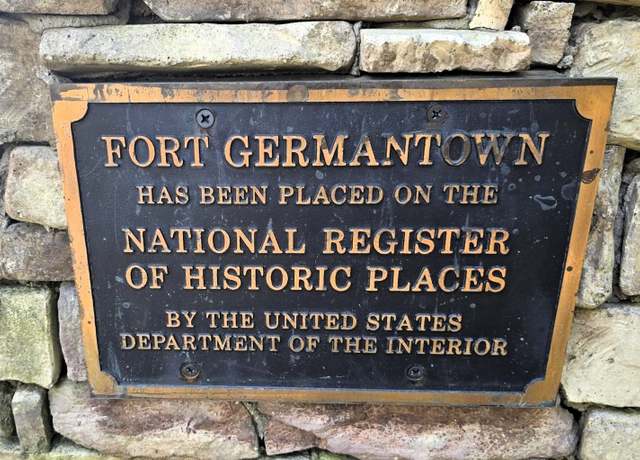 FORT GERMANTOWN
HAS BEEN PLACED ON THE
NATIONAL REGISTER
OF HISTORIC PLACES
BY THE UNITED STATES
DEPARTMENT OF THE INTERIOR